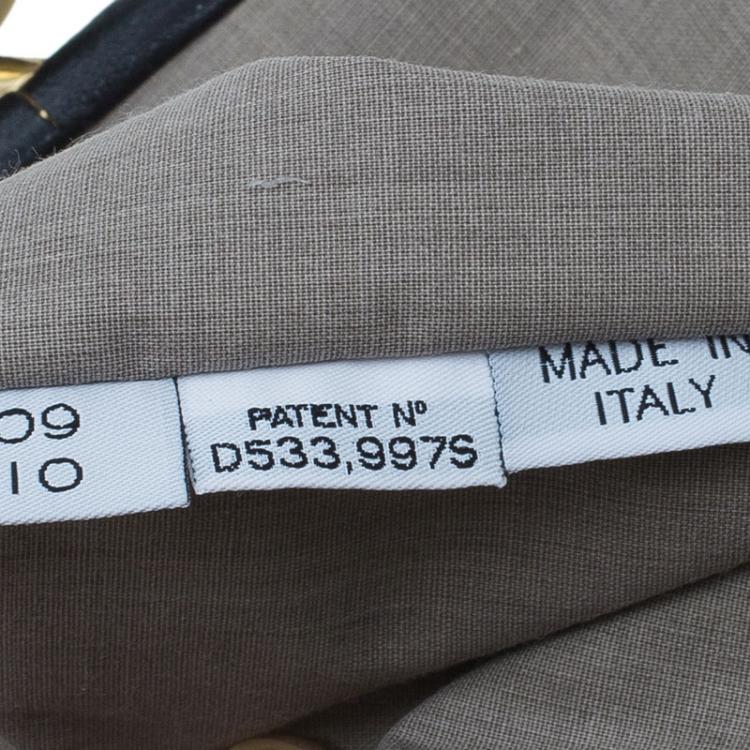 09
10
PATENT Nº
D533,997S
MADE IN
ITALY